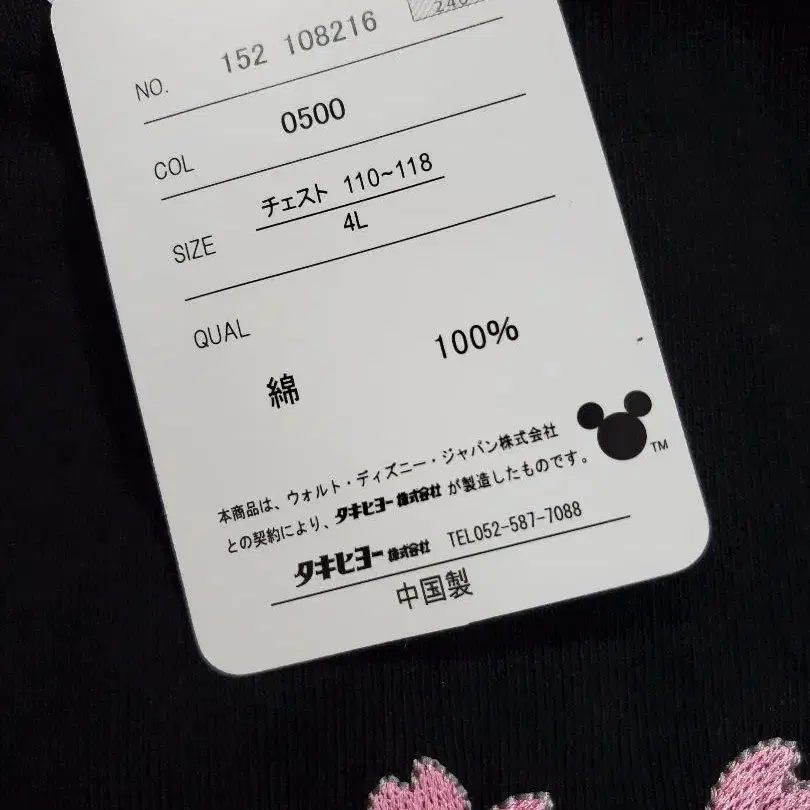 240
NO. 152 108216
COL 0500
SIZE チェスト 110~118
4L
QUAL
綿 100%
本商品は、ウォルト・ディズニー・ジャパン株式会社
との契約により、タキヒヨー株式会社が製造したものです。
TM
タキヒヨー株式会社 TEL052-587-7088
中国製